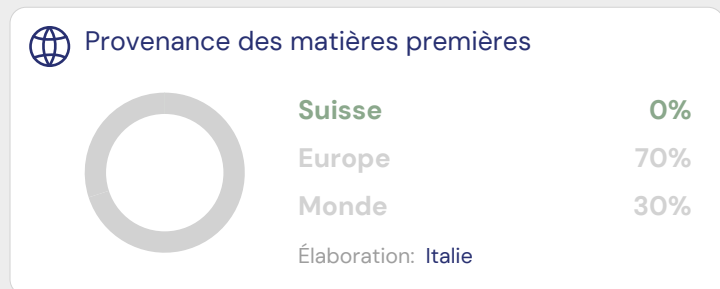 Provenance des matières premières
Suisse 0%
Europe 70%
Monde 30%
Élaboration: Italie